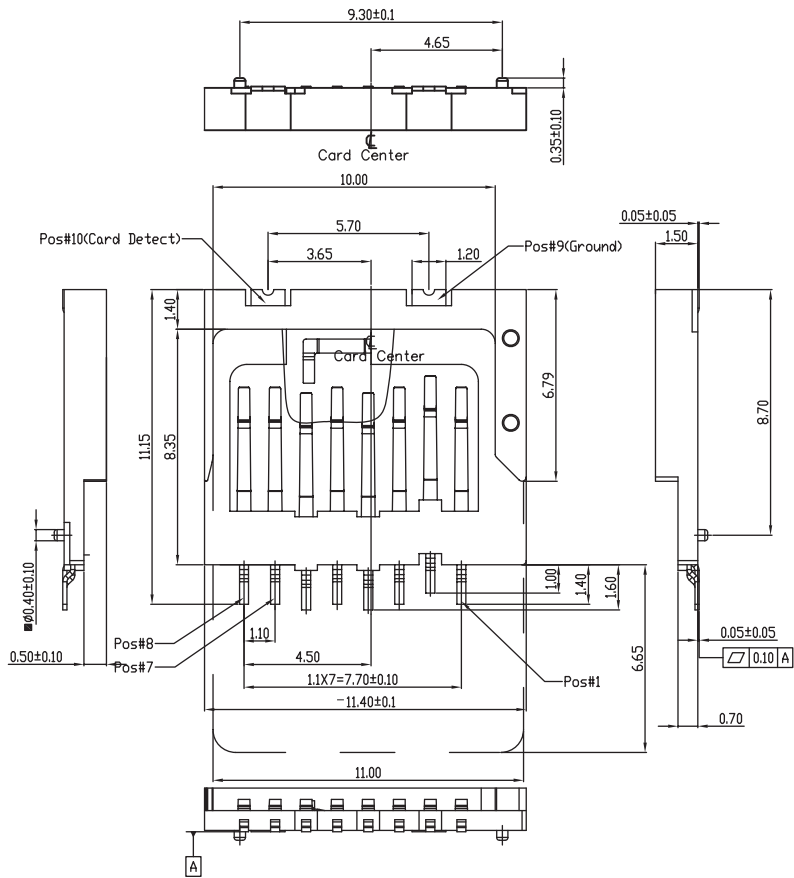 9.30±0.1
4.65
0.35±0.10
Card Center
10.00
5.70
0.05±0.05
Pos#10(Card Detect)
Pos#9(Ground)
1.50
3.65
1.20
1.40
Card Center
6.79
8.70
11.15
8.35
⌀0.40±0.10
1.00
1.40
1.60
Pos#8
1.10
0.05±0.05
0.50±0.10
Pos#7
4.50
6.65
0.10 A
1.1X7=7.70±0.10
Pos#1
11.40±0.1
0.70
11.00
A